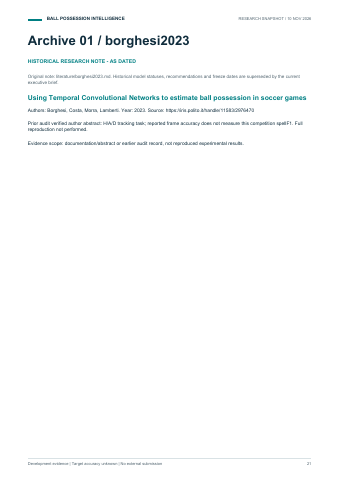 BALL POSSESSION INTELLIGENCE
RESEARCH SNAPSHOT / 10 NOV 2026
Archive 01 / borghesi2023
HISTORICAL RESEARCH NOTE - AS DATED
Original note: literature/borghesi2023.md. Historical model statuses, recommendations and freeze dates are superseded by the current
executive brief
Using Temporal Convolutional Networks to estimate ball possession in soccer games
Authors: Borghesi, Costa, Morra, Lamberti. Year: 2023. Source: https://iris.polito.it/handle/11583/2976470
Prior audit verified author abstract: H/A/D tracking task; reported frame accuracy does not measure this competition spellF1. Full
reproduction not performed.
Evidence scope: documentation/abstract or earlier audit record, not reproduced experimental results.
Development evidence | Target accuracy unknown | No external submission
21